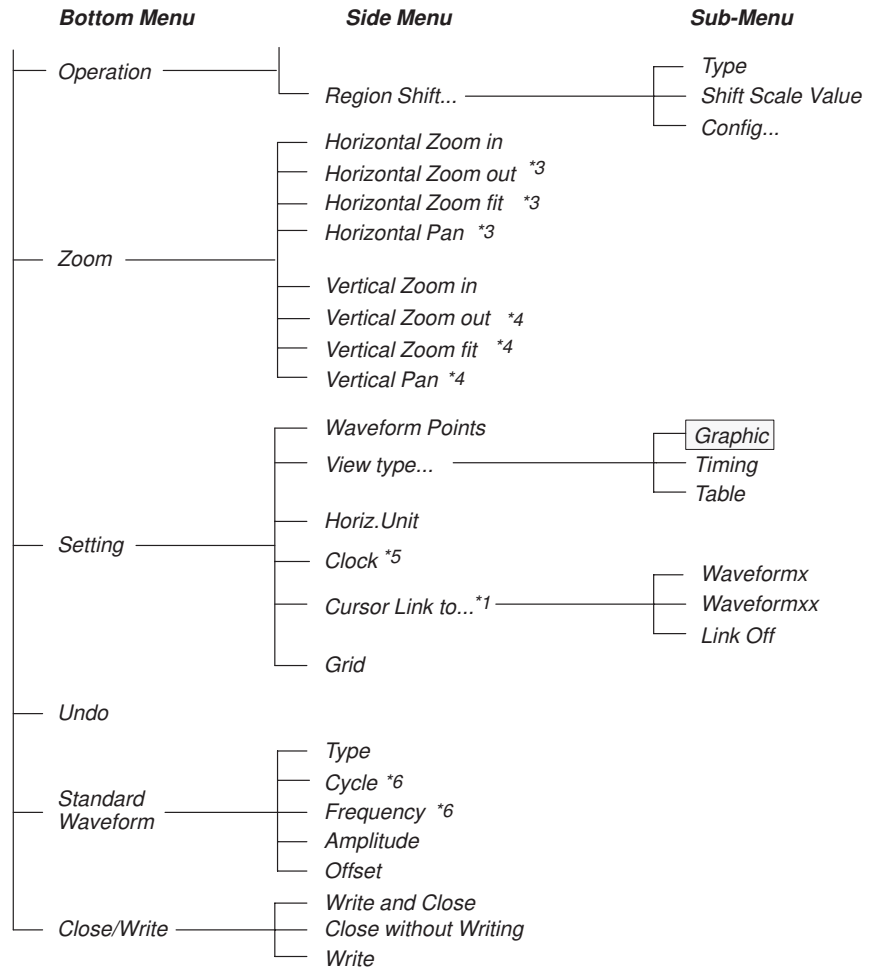 Bottom Menu Side Menu Sub-Menu
Operation
Region Shift...
Type
Shift Scale Value
Config...
Zoom
Horizontal Zoom in
Horizontal Zoom out *3
Horizontal Zoom fit *3
Horizontal Pan *3
Vertical Zoom in
Vertical Zoom out *4
Vertical Zoom fit *4
Vertical Pan *4
Setting
Waveform Points
View type...
Graphic
Timing
Table
Horiz.Unit
Clock *5
Cursor Link to...*1
Waveformx
Waveformxx
Link Off
Grid
Undo
Standard
Waveform
Type
Cycle *6
Frequency *6
Amplitude
Offset
Close/Write
Write and Close
Close without Writing
Write